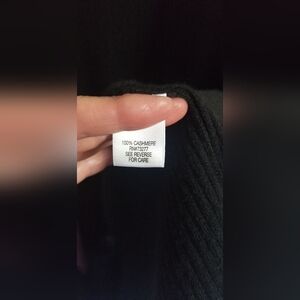 100% CASHMERE
RN#73277
SEE REVERSE
FOR CARE